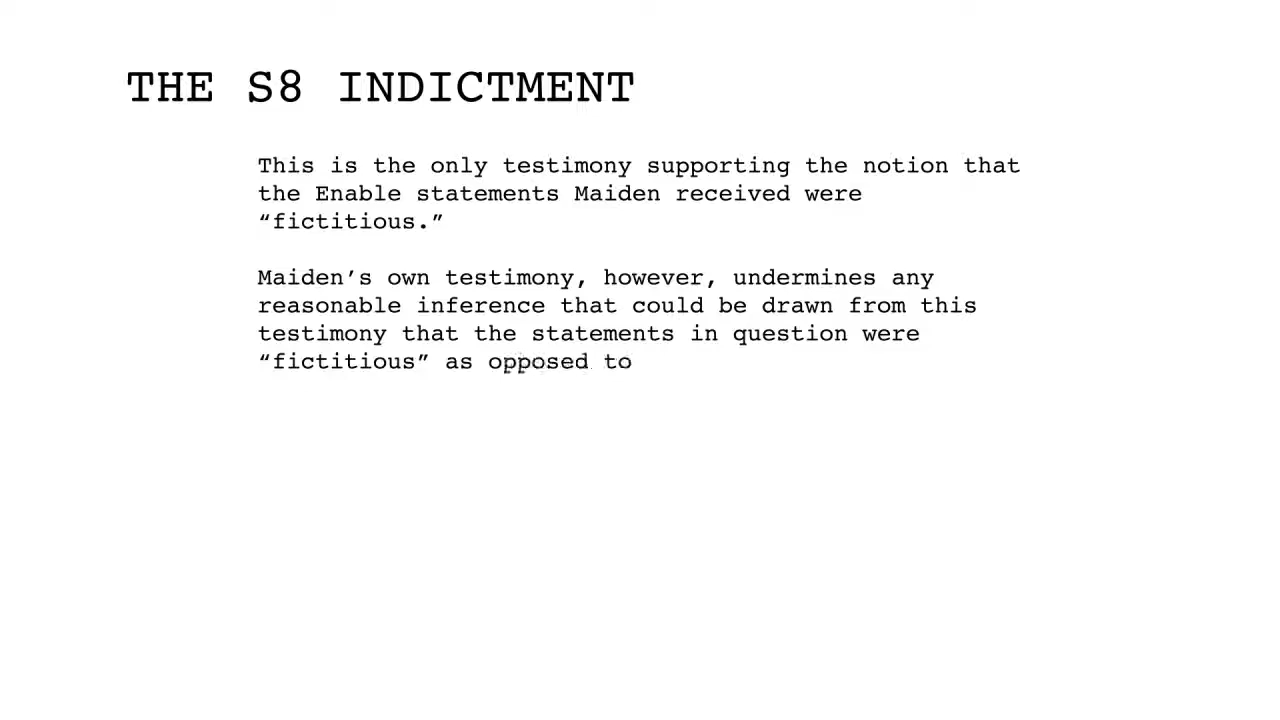 THE S8 INDICTMENT
This is the only testimony supporting the notion that
the Enable statements Maiden received were
“fictitious.”
Maiden’s own testimony, however, undermines any
reasonable inference that could be drawn from this
testimony that the statements in question were
“fictitious” as opposed to